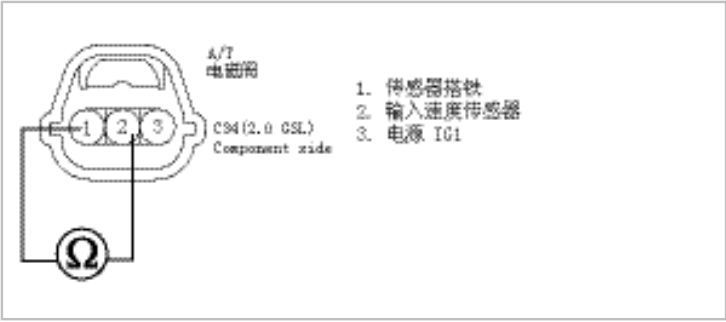 A/T
电磁阀
1 2 3
C34(2.0 GSL)
Component side
Ω
1. 传感器搭铁
2. 输入速度传感器
3. 电源 IG1